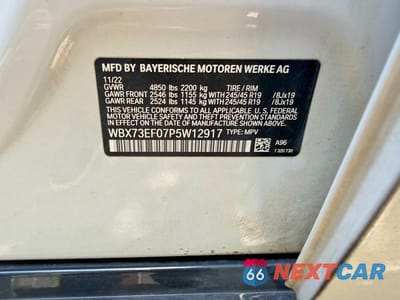 MFD BY BAYERISCHE MOTOREN WERKE AG
11/22
GVWR 4850 lbs 2200 kg TIRE / RIM
GAWR FRONT 2546 lbs 1155 kg WITH 245/45 R19 /8Jx19
GAWR REAR 2524 lbs 1145 kg WITH 245/45 R19 /8Jx19
THIS VEHICLE CONFORMS TO ALL APPLICABLE U.S. FEDERAL
MOTOR VEHICLE SAFETY AND THEFT PREVENTION STANDARDS
IN EFFECT ON THE DATE OF MANUFACTURE SHOWN ABOVE.
WBX73EF07P5W12917 TYPE: MPV
A96
66 NEXTCAR